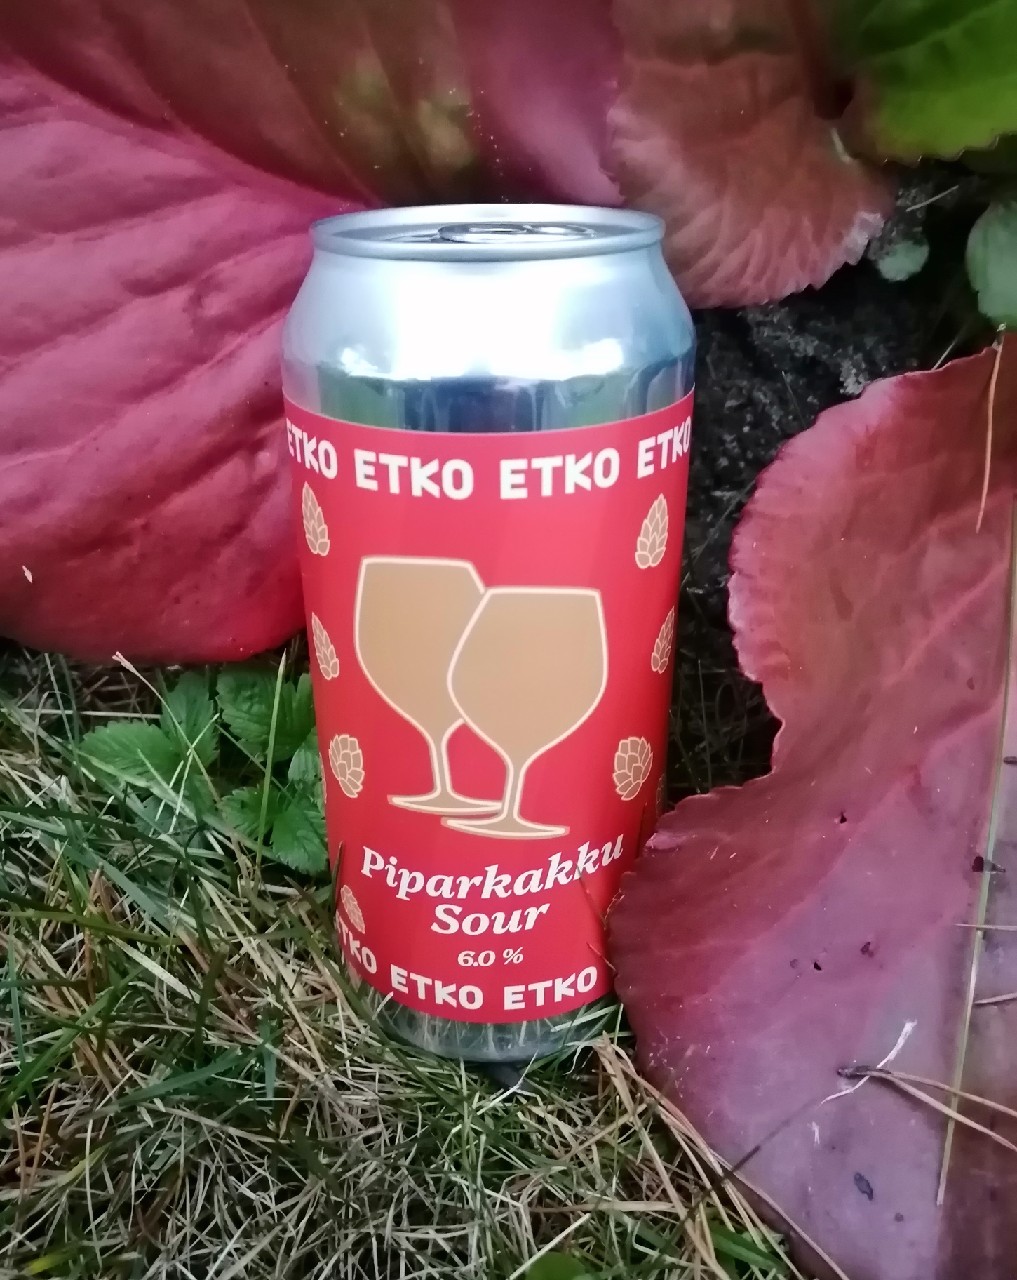 ETKO ETKO ETKO ETKO
Piparkakku
Sour
6.0 %
ETKO ETKO ETKO